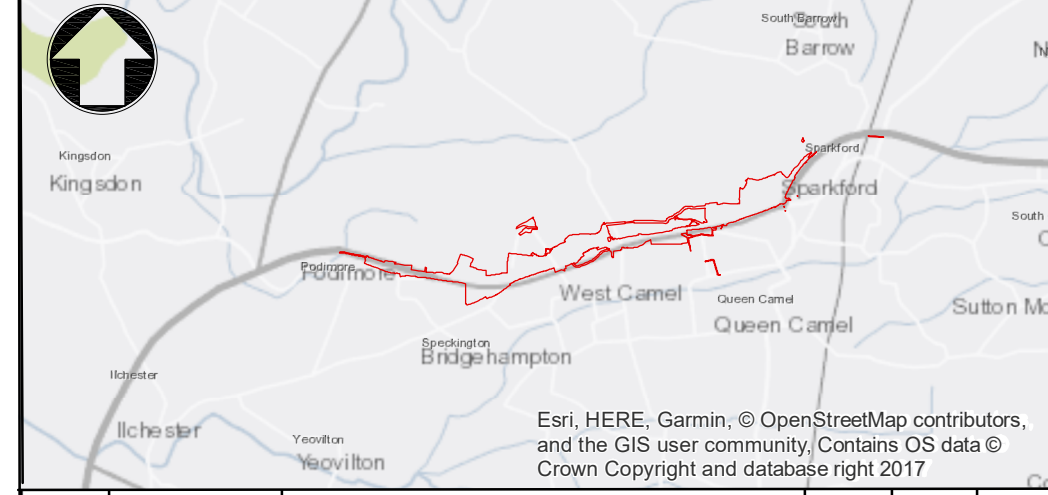 South Barrow
South
Barrow
N
Kingsdon
Kingsdon
Sparkford
Sparkford
South
C
Podimore
Podimore
West Camel
Queen Camel
Queen Camel
Sutton Mo
Speckington
Bridgehampton
Ilchester
Ilchester
Yeovilton
Yeovilton
Esri, HERE, Garmin, © OpenStreetMap contributors,
and the GIS user community, Contains OS data ©
Crown Copyright and database right 2017
Co